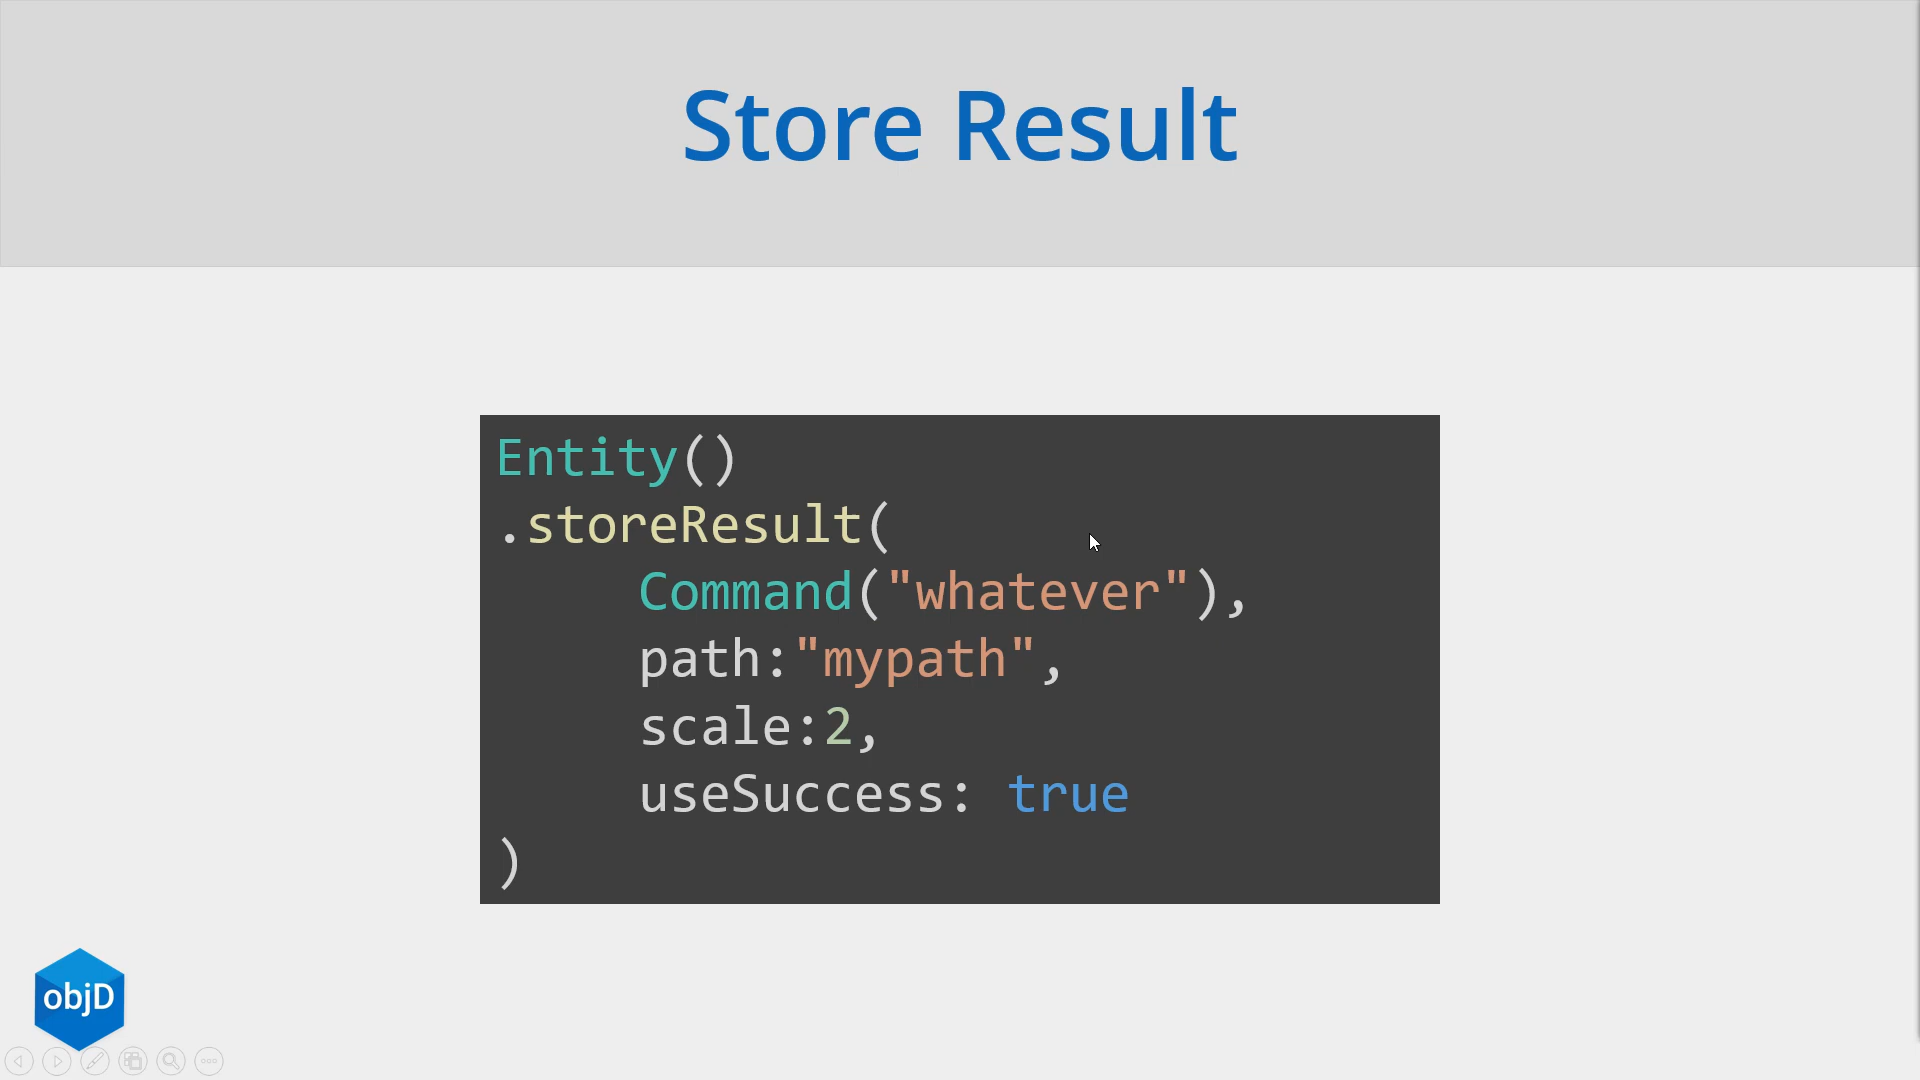 Store Result
Entity()
.storeResult(
Command("whatever"),
path:"mypath",
scale:2,
useSuccess: true
)
objD